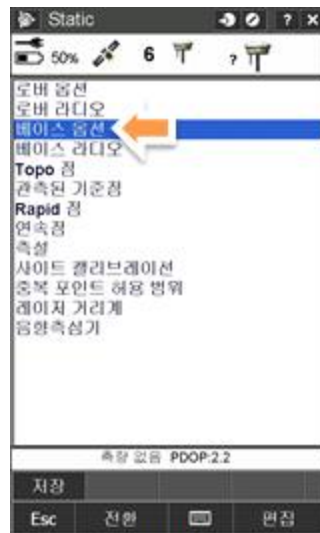 Static ? x
50% 6 ?
로버 옵션
로버 라디오
베이스 옵션
베이스 라디오
Topo 점
관측된 기준점
Rapid 점
연속점
측설
사이트 캘리브레이션
중복 포인트 허용 범위
레이저 거리계
음향측심기
측량 없음 PDOP:2.2
저장
Esc 전환 편집